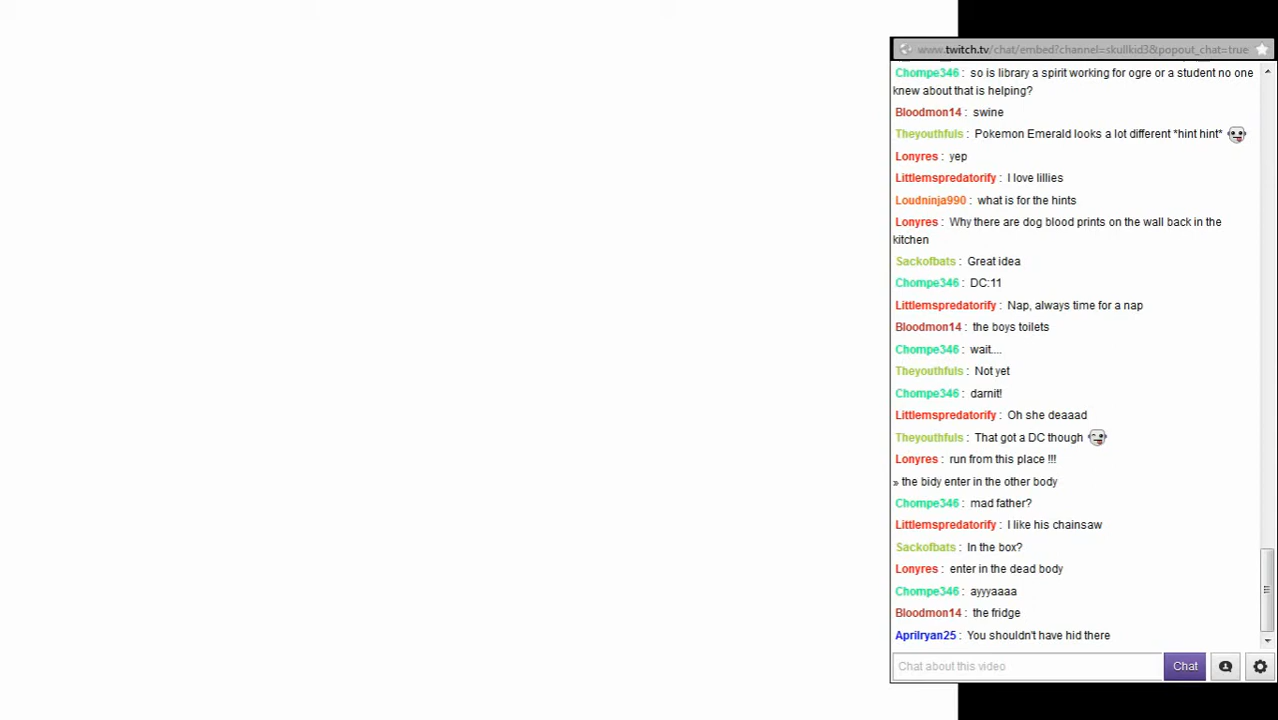 www.twitch.tv/chat/embed?channel=skullkid3&popout_chat=true
Chompe346 : so is library a spirit working for ogre or a student no one
knew about that is helping?
Bloodmon14 : swine
Theyouthfuls : Pokemon Emerald looks a lot different *hint hint*
Lonyres : yep
Littlemspredatorify : I love lillies
Loudninja990 : what is for the hints
Lonyres : Why there are dog blood prints on the wall back in the
kitchen
Sackofbats : Great idea
Chompe346 : DC:11
Littlemspredatorify : Nap, always time for a nap
Bloodmon14 : the boys toilets
Chompe346 : wait....
Theyouthfuls : Not yet
Chompe346 : darnit!
Littlemspredatorify : Oh she deaaad
Theyouthfuls : That got a DC though
Lonyres : run from this place !!!
» the bidy enter in the other body
Chompe346 : mad father?
Littlemspredatorify : I like his chainsaw
Sackofbats : In the box?
Lonyres : enter in the dead body
Chompe346 : ayyyaaaa
Bloodmon14 : the fridge
Aprilryan25 : You shouldn't have hid there
Chat about this video
Chat